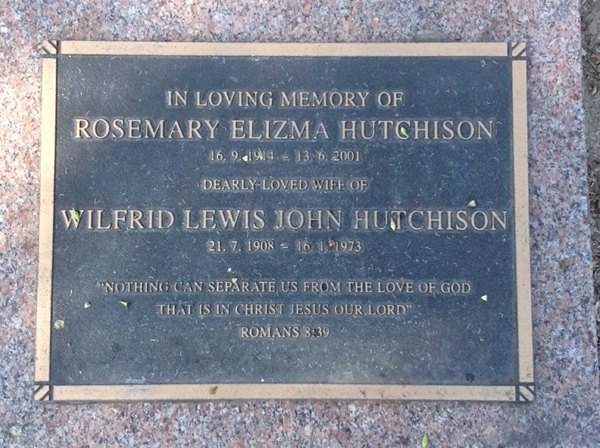 IN LOVING MEMORY OF
ROSEMARY ELIZMA HUTCHISON
16. 9. 1914 – 13. 6. 2001
DEARLY-LOVED WIFE OF
WILFRID LEWIS JOHN HUTCHISON
21. 7. 1908 – 16. 1. 1973
"NOTHING CAN SEPARATE US FROM THE LOVE OF GOD
THAT IS IN CHRIST JESUS OUR LORD"
ROMANS 8:39